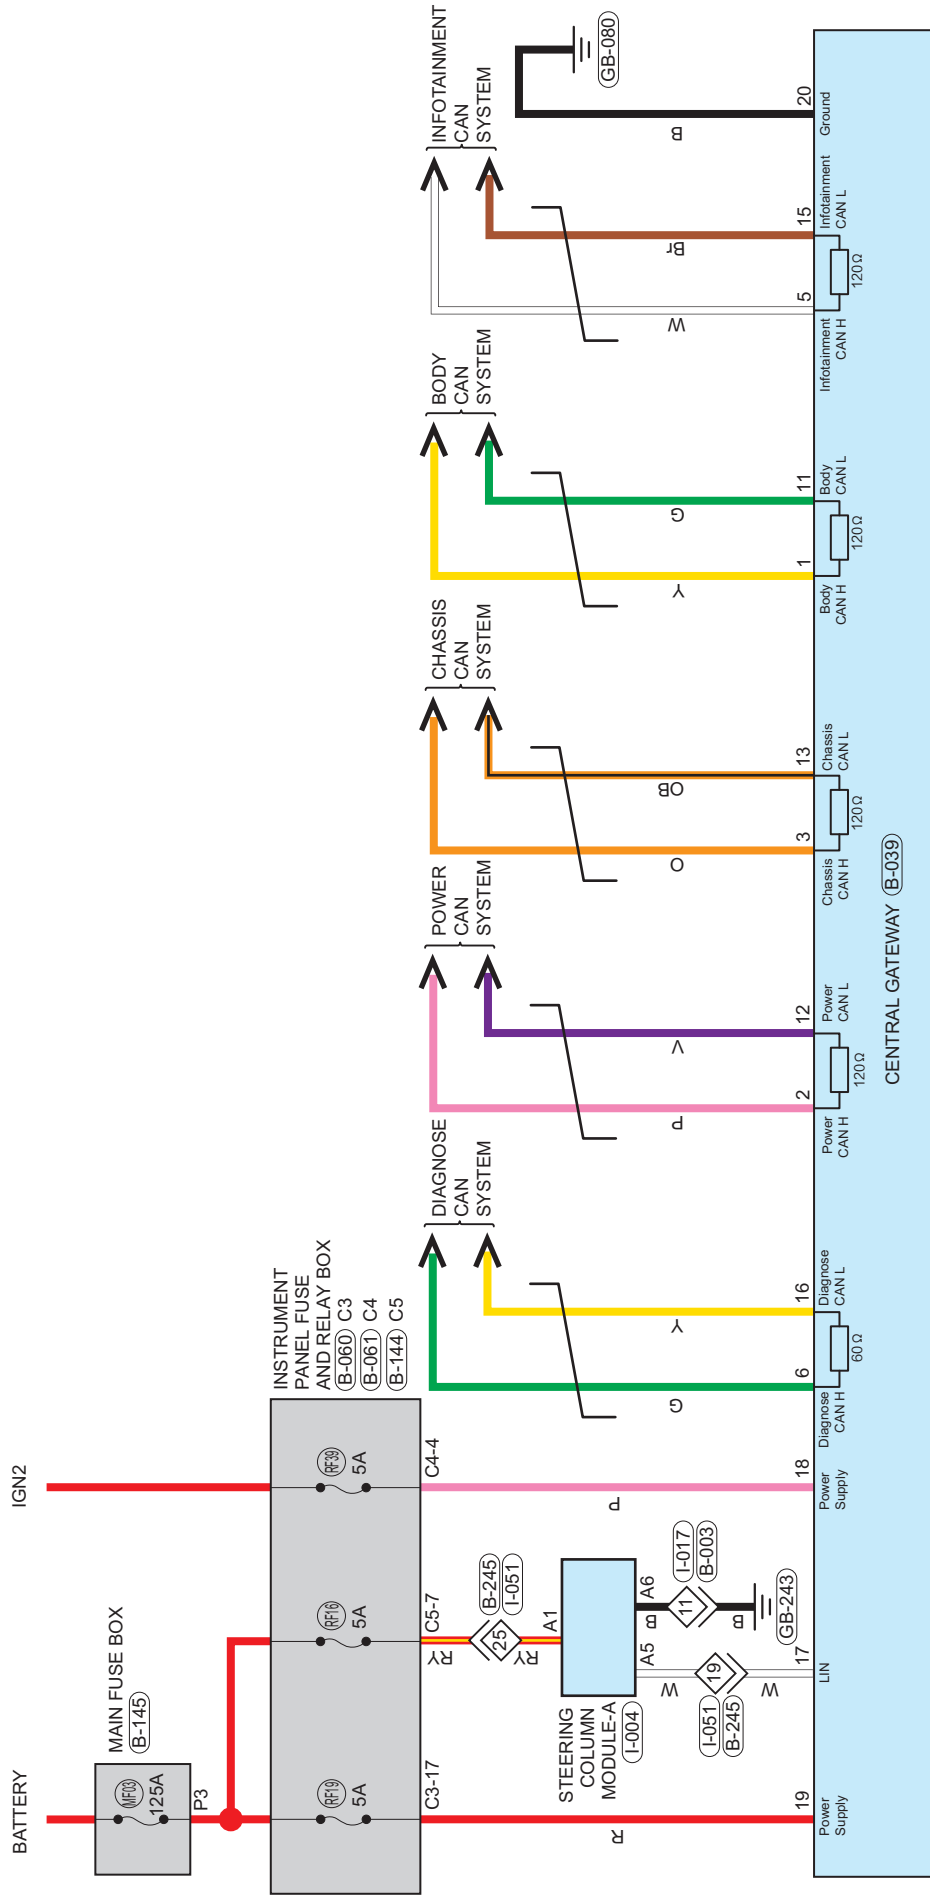 BATTERY
IGN2
MAIN FUSE BOX
B-145
MF03
125A
P3
INSTRUMENT
PANEL FUSE
AND RELAY BOX
B-060 C3
B-061 C4
B-144 C5
RF19
5A
RF16
5A
RF39
5A
C3-17
C5-7
C4-4
RY
25
B-245
I-051
RY
R
P
STEERING
COLUMN
MODULE-A
I-004
A1
A5
A6
W
19
I-051
B-245
W
B
11
I-017
B-003
B
GB-243
DIAGNOSE
CAN
SYSTEM
POWER
CAN
SYSTEM
CHASSIS
CAN
SYSTEM
BODY
CAN
SYSTEM
INFOTAINMENT
CAN
SYSTEM
GB-080
G
Y
P
V
O
OB
Y
G
W
Br
B
19
17
18
6
16
2
12
3
13
1
11
5
15
20
Power
Supply
LIN
Power
Supply
Diagnose
CAN H
Diagnose
CAN L
Power
CAN H
Power
CAN L
Chassis
CAN H
Chassis
CAN L
Body
CAN H
Body
CAN L
Infotainment
CAN H
Infotainment
CAN L
Ground
60Ω
120Ω
120Ω
120Ω
120Ω
CENTRAL GATEWAY B-039